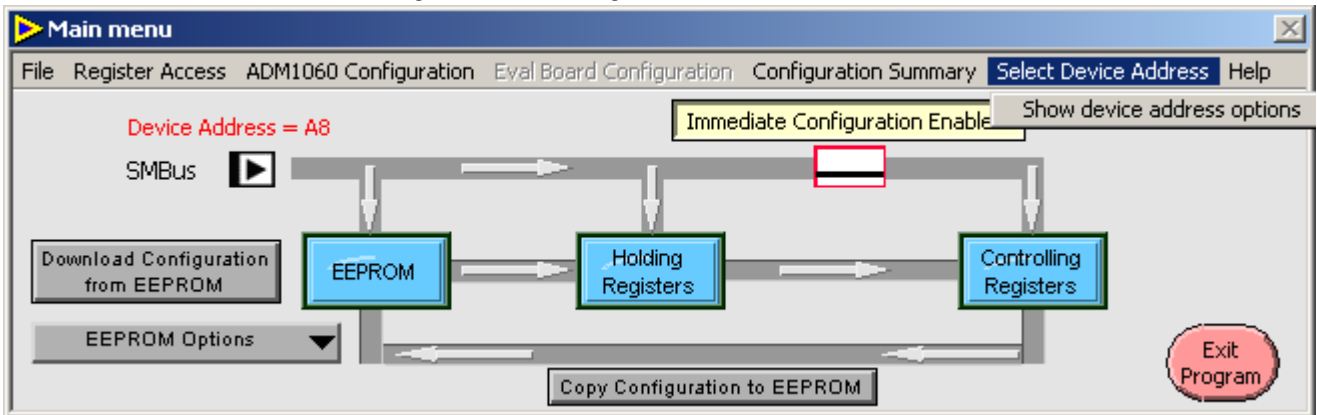 Main menu
File Register Access ADM1060 Configuration Eval Board Configuration Configuration Summary Select Device Address Help
Show device address options
Device Address = A8
Immediate Configuration Enable
SMBus
Download Configuration
from EEPROM
EEPROM
Holding
Registers
Controlling
Registers
EEPROM Options
Copy Configuration to EEPROM
Exit
Program